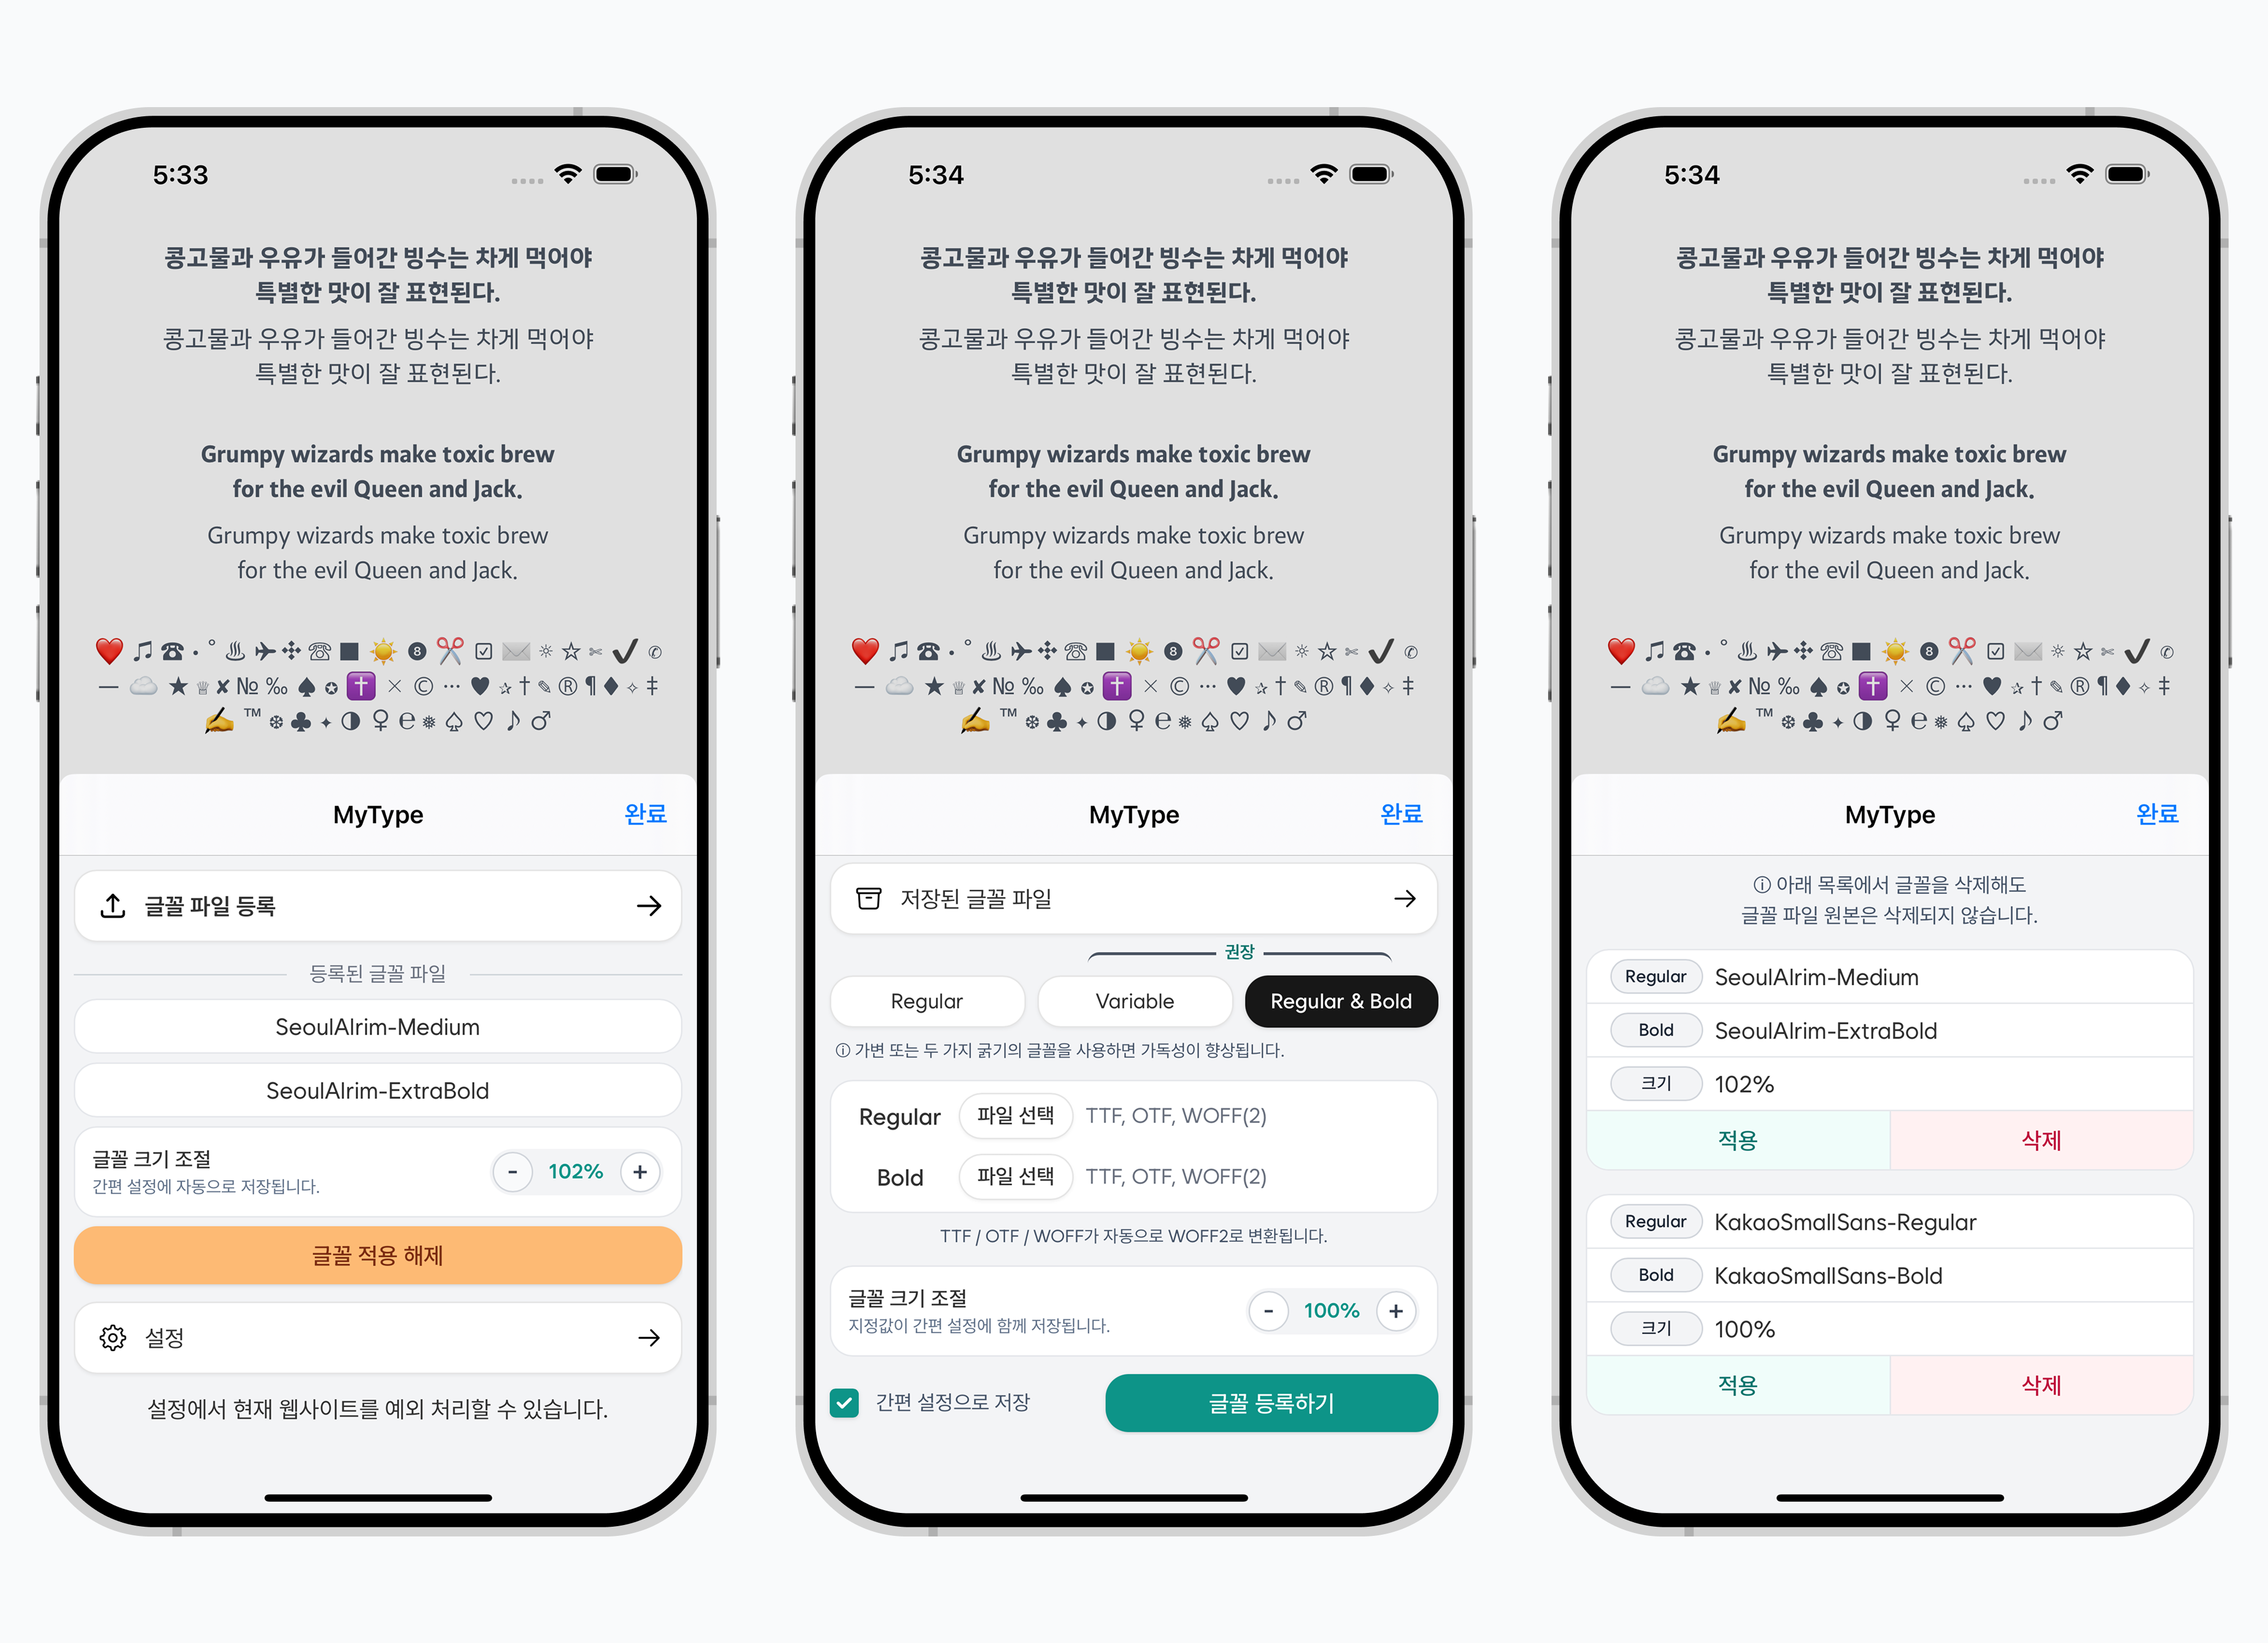 5:33
콩고물과 우유가 들어간 빙수는 차게 먹어야
특별한 맛이 잘 표현된다.
콩고물과 우유가 들어간 빙수는 차게 먹어야
특별한 맛이 잘 표현된다.
Grumpy wizards make toxic brew
for the evil Queen and Jack.
Grumpy wizards make toxic brew
for the evil Queen and Jack.
❤️ ♫ ☎ • ° ♨ ✈ ✣ ☏ ■ ☀️ ❽ ✂️ ☑ ✉️ ☼ ☆ ✄ ✔ ✆
— ☁️ ★ ♕ ✘ № ‰ ♠ ✪ ✝️ × © … ♥ ✰ † ✎ ® ¶ ♦ ✧ ‡
✍️ ™ ❆ ♣ ✦ ◑ ♀ ℮ ❅ ♤ ♡ ♪ ♂
MyType
완료
글꼴 파일 등록
등록된 글꼴 파일
SeoulAlrim-Medium
SeoulAlrim-ExtraBold
글꼴 크기 조절
간편 설정에 자동으로 저장됩니다.
- 102% +
글꼴 적용 해제
설정
설정에서 현재 웹사이트를 예외 처리할 수 있습니다.
5:34
콩고물과 우유가 들어간 빙수는 차게 먹어야
특별한 맛이 잘 표현된다.
콩고물과 우유가 들어간 빙수는 차게 먹어야
특별한 맛이 잘 표현된다.
Grumpy wizards make toxic brew
for the evil Queen and Jack.
Grumpy wizards make toxic brew
for the evil Queen and Jack.
❤️ ♫ ☎ • ° ♨ ✈ ✣ ☏ ■ ☀️ ❽ ✂️ ☑ ✉️ ☼ ☆ ✄ ✔ ✆
— ☁️ ★ ♕ ✘ № ‰ ♠ ✪ ✝️ × © … ♥ ✰ † ✎ ® ¶ ♦ ✧ ‡
✍️ ™ ❆ ♣ ✦ ◑ ♀ ℮ ❅ ♤ ♡ ♪ ♂
MyType
완료
저장된 글꼴 파일
권장
Regular
Variable
Regular & Bold
ⓘ 가변 또는 두 가지 굵기의 글꼴을 사용하면 가독성이 향상됩니다.
Regular 파일 선택 TTF, OTF, WOFF(2)
Bold 파일 선택 TTF, OTF, WOFF(2)
TTF / OTF / WOFF가 자동으로 WOFF2로 변환됩니다.
글꼴 크기 조절
지정값이 간편 설정에 함께 저장됩니다.
- 100% +
간편 설정으로 저장
글꼴 등록하기
5:34
콩고물과 우유가 들어간 빙수는 차게 먹어야
특별한 맛이 잘 표현된다.
콩고물과 우유가 들어간 빙수는 차게 먹어야
특별한 맛이 잘 표현된다.
Grumpy wizards make toxic brew
for the evil Queen and Jack.
Grumpy wizards make toxic brew
for the evil Queen and Jack.
❤️ ♫ ☎ • ° ♨ ✈ ✣ ☏ ■ ☀️ ❽ ✂️ ☑ ✉️ ☼ ☆ ✄ ✔ ✆
— ☁️ ★ ♕ ✘ № ‰ ♠ ✪ ✝️ × © … ♥ ✰ † ✎ ® ¶ ♦ ✧ ‡
✍️ ™ ❆ ♣ ✦ ◑ ♀ ℮ ❅ ♤ ♡ ♪ ♂
MyType
완료
ⓘ 아래 목록에서 글꼴을 삭제해도
글꼴 파일 원본은 삭제되지 않습니다.
Regular SeoulAlrim-Medium
Bold SeoulAlrim-ExtraBold
크기 102%
적용
삭제
Regular KakaoSmallSans-Regular
Bold KakaoSmallSans-Bold
크기 100%
적용
삭제